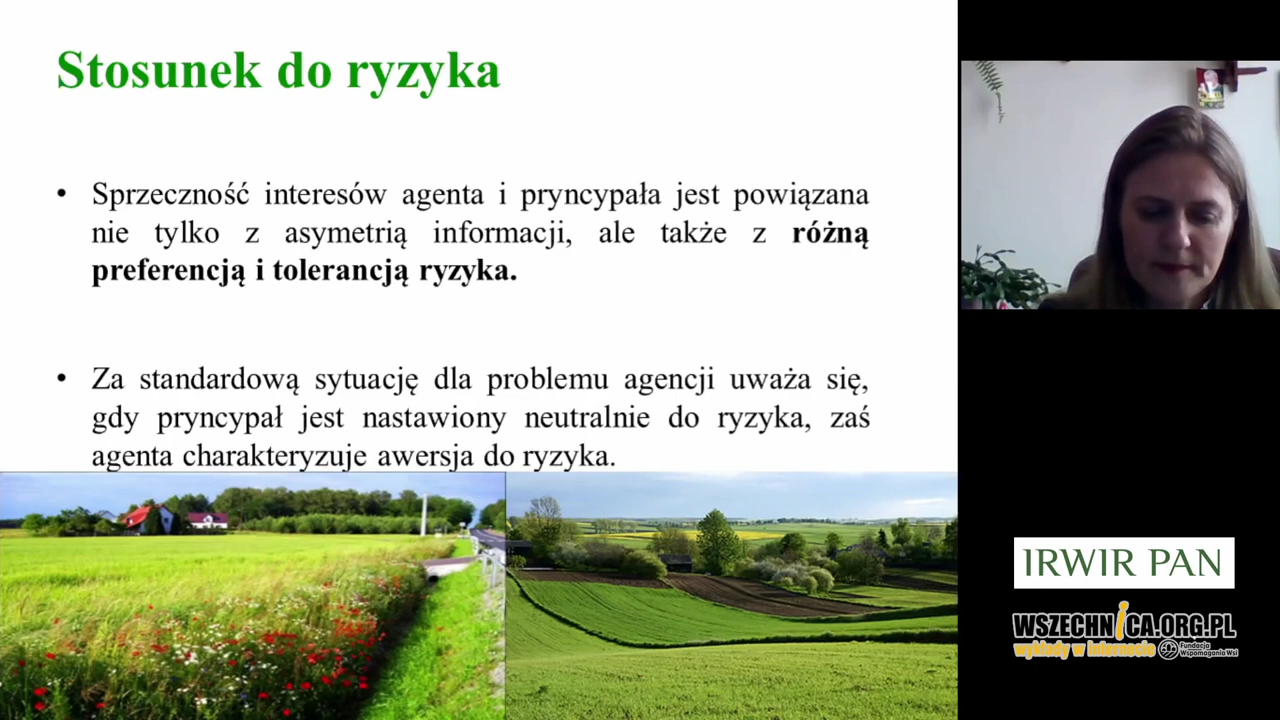 Stosunek do ryzyka
• Sprzeczność interesów agenta i pryncypała jest powiązana
nie tylko z asymetrią informacji, ale także z różną
preferencją i tolerancją ryzyka.
• Za standardową sytuację dla problemu agencji uważa się,
gdy pryncypał jest nastawiony neutralnie do ryzyka, zaś
agenta charakteryzuje awersja do ryzyka.
IRWIR PAN
WSZECHNICA.ORG.PL
wykłady w internecie
Fundacja
Wspomagania Wsi